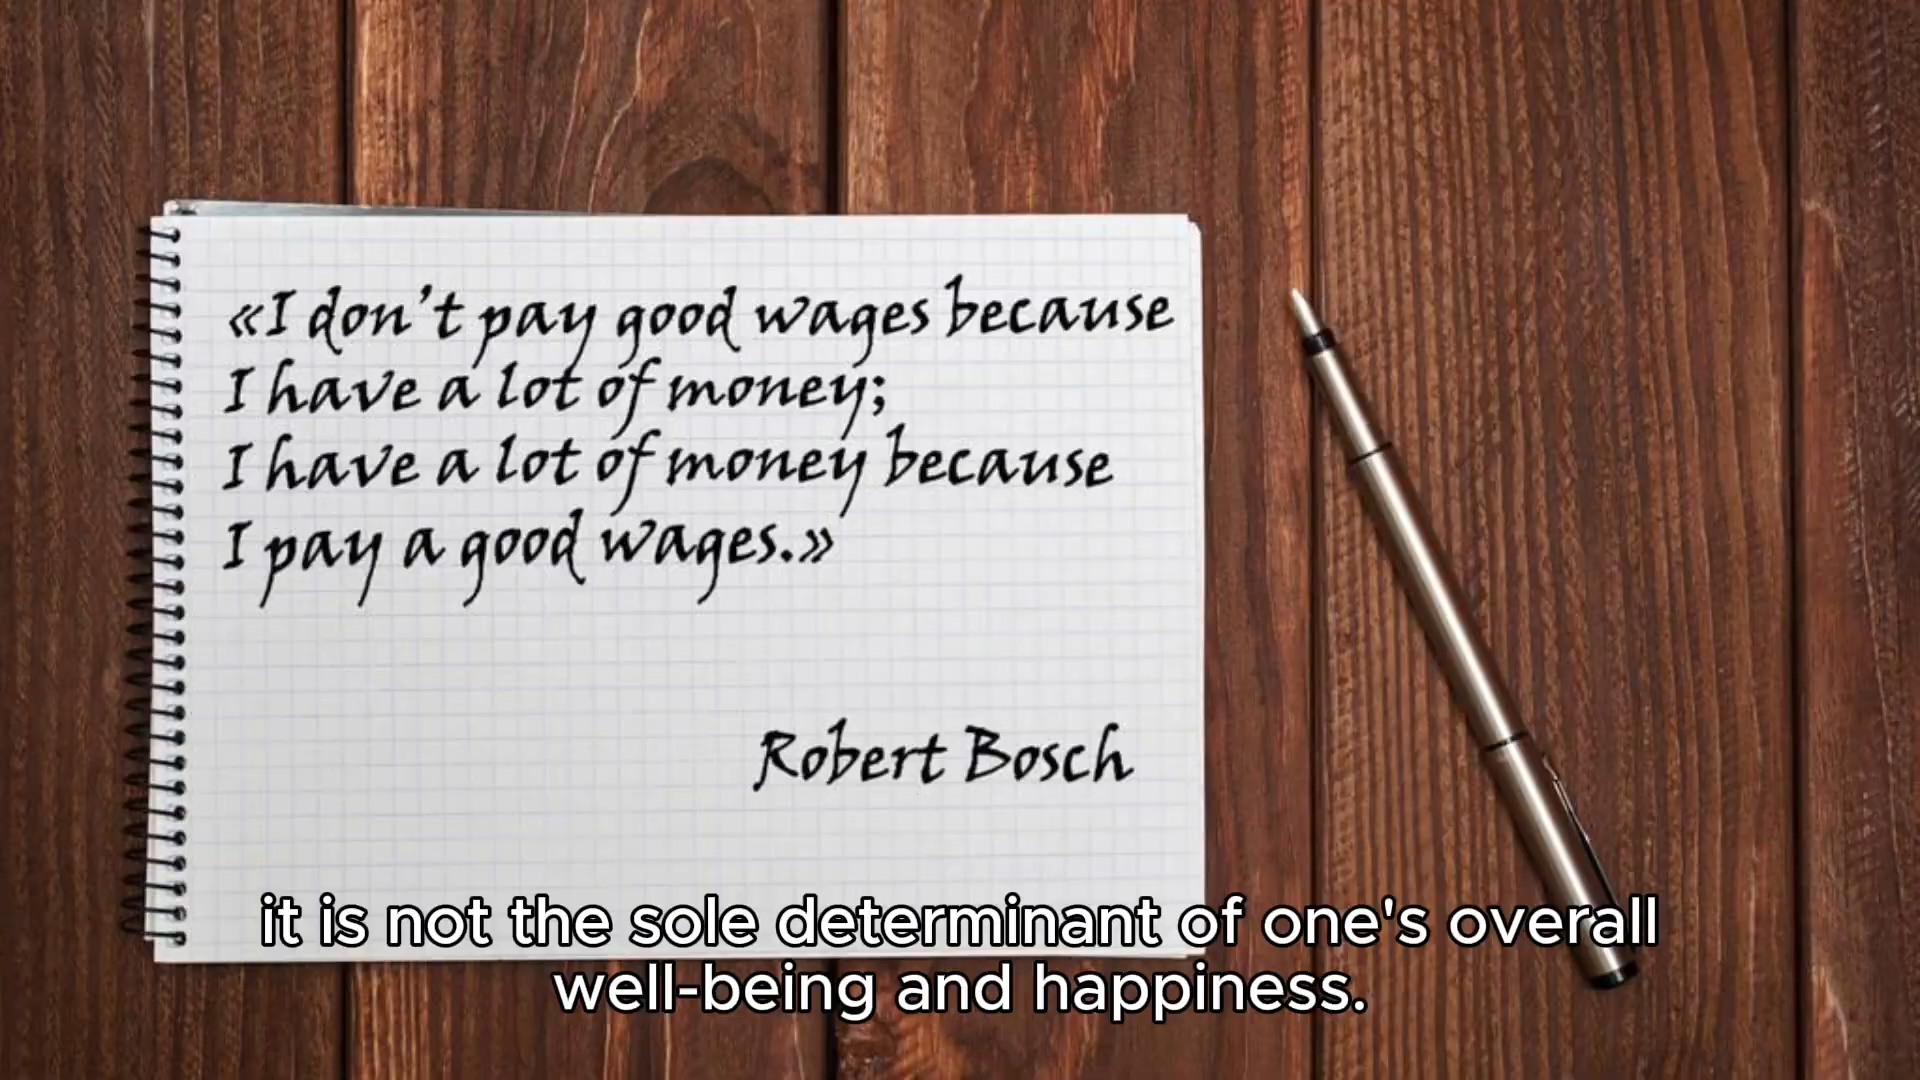 «I don't pay good wages because
I have a lot of money;
I have a lot of money because
I pay a good wages.»
Robert Bosch
it is not the sole determinant of one's overall
well-being and happiness.